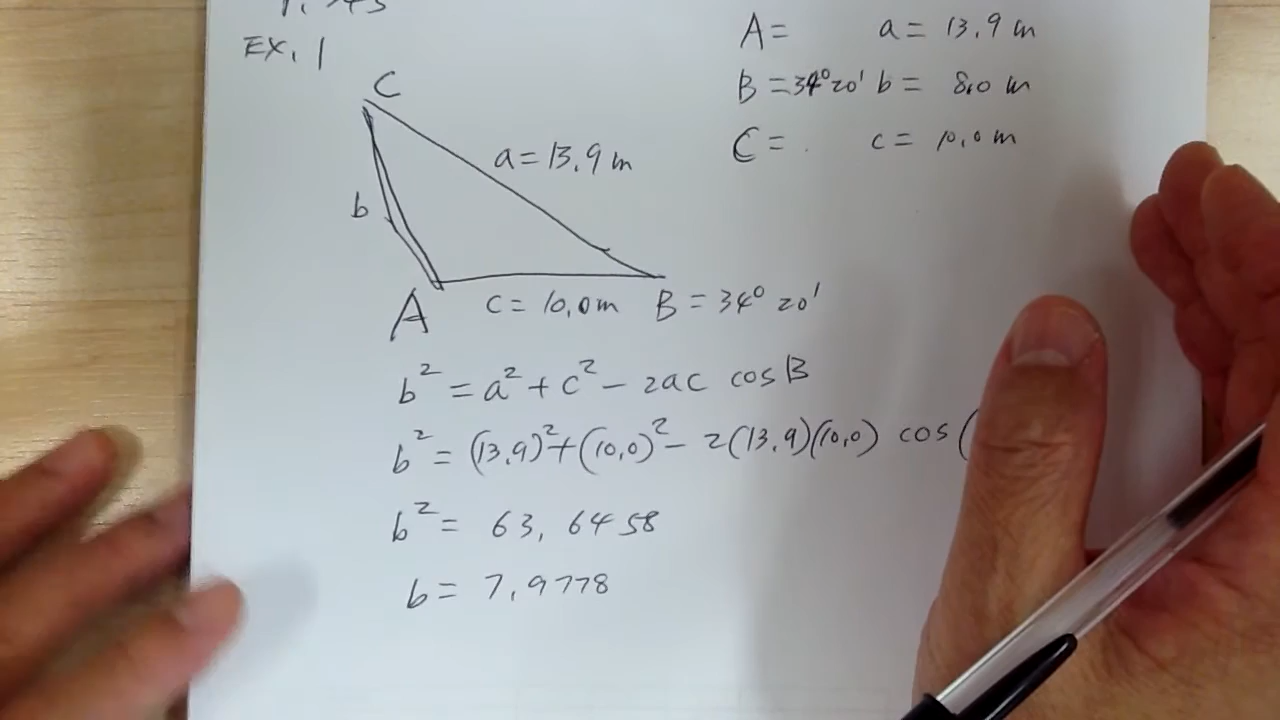 EX. 1
A =    a = 13.9 m
B = 34° 20'  b = 8.0 m
C =    c = 10.0 m
C
a = 13.9 m
b
A
c = 10.0 m  B = 34° 20'
b² = a² + c² - 2ac cos B
b² = (13.9)² + (10.0)² - 2(13.9)(10.0) cos (
b² = 63.6458
b = 7.9778